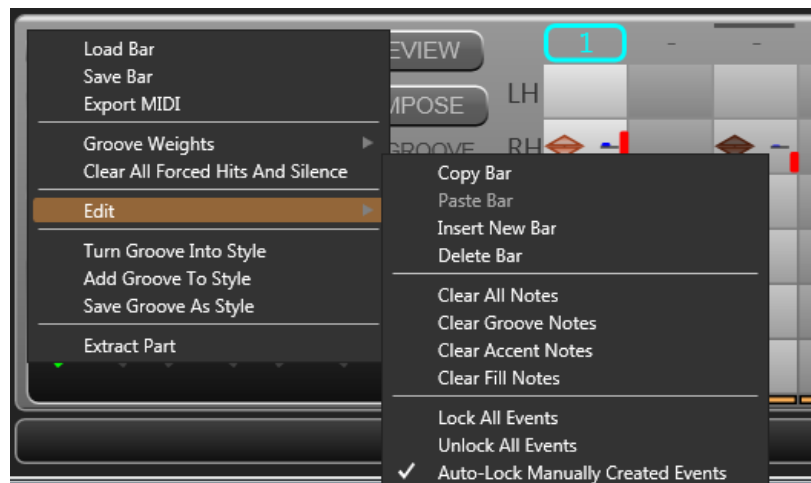 Load Bar
Save Bar
Export MIDI
Groove Weights
Clear All Forced Hits And Silence
Edit
Turn Groove Into Style
Add Groove To Style
Save Groove As Style
Extract Part
EVIEW
MPOSE
GROOVE
1
-
-
LH
RH
Copy Bar
Paste Bar
Insert New Bar
Delete Bar
Clear All Notes
Clear Groove Notes
Clear Accent Notes
Clear Fill Notes
Lock All Events
Unlock All Events
✓ Auto-Lock Manually Created Events